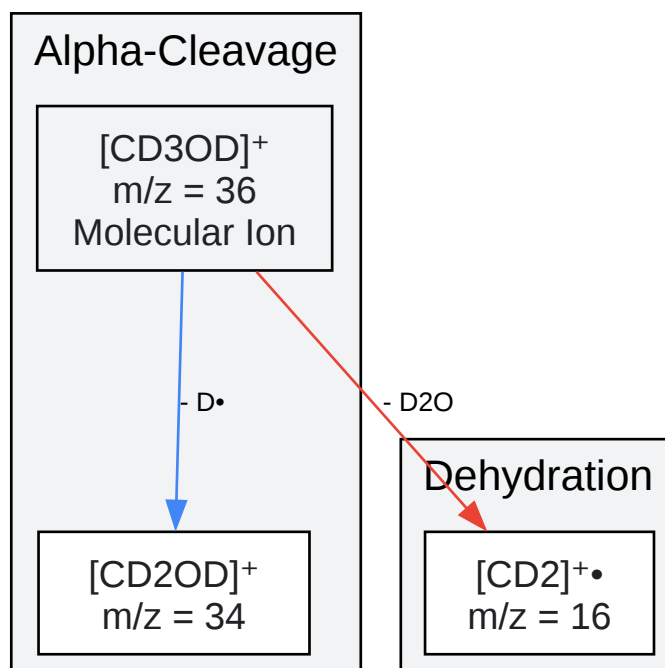 Alpha-Cleavage
[CD3OD]⁺
m/z = 36
Molecular Ion
- D•
- D2O
Dehydration
[CD2OD]⁺
m/z = 34
[CD2]⁺•
m/z = 16